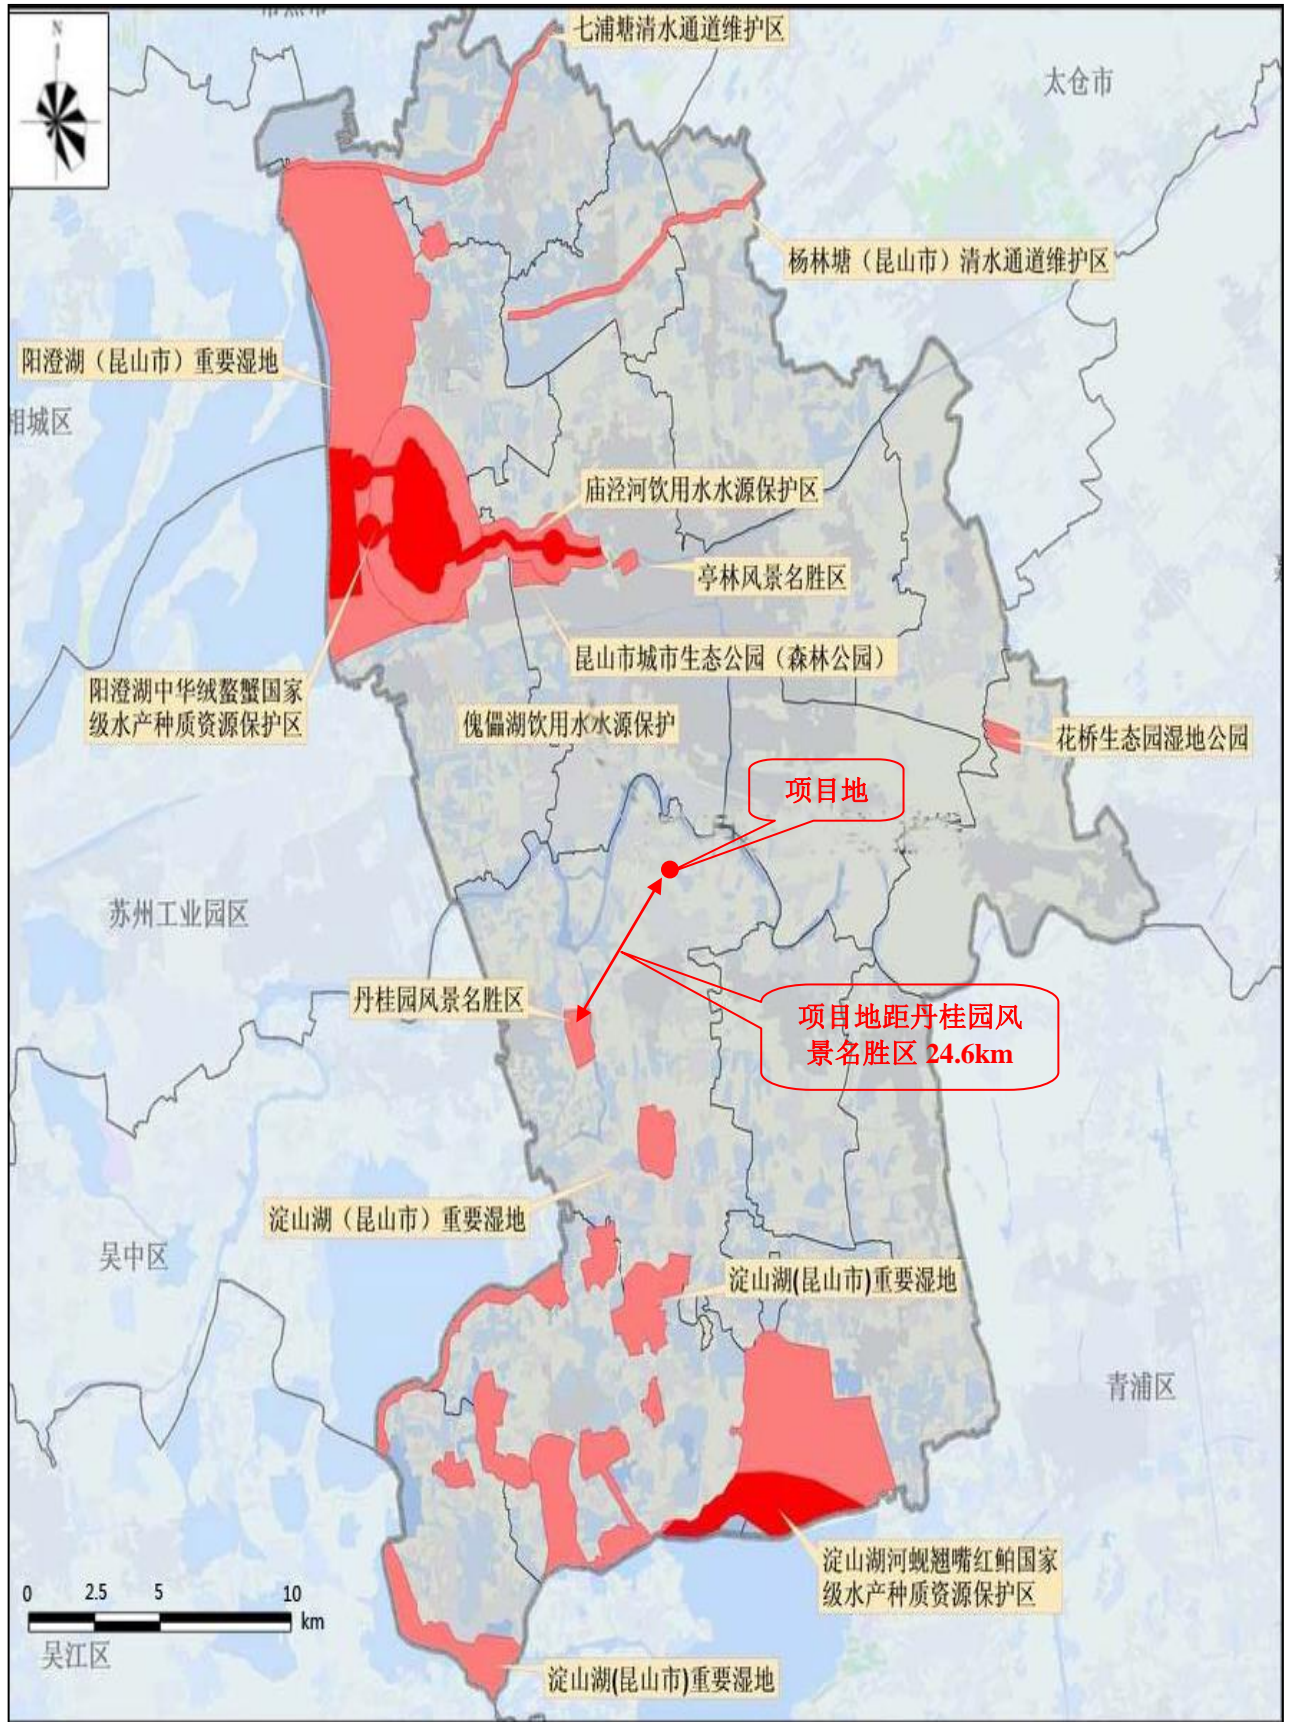 七浦塘清水通道维护区
N
太仓市
杨林塘（昆山市）清水通道维护区
阳澄湖（昆山市）重要湿地
相城区
庙泾河饮用水水源保护区
亭林风景名胜区
昆山市城市生态公园（森林公园）
阳澄湖中华绒螯蟹国家
级水产种质资源保护区
傀儡湖饮用水水源保护
花桥生态园湿地公园
项目地
苏州工业园区
丹桂园风景名胜区
项目地距丹桂园风
景名胜区 24.6km
淀山湖（昆山市）重要湿地
吴中区
淀山湖(昆山市)重要湿地
青浦区
淀山湖河蚬翘嘴红鲌国家
级水产种质资源保护区
0 2.5 5 10
km
吴江区
淀山湖(昆山市)重要湿地